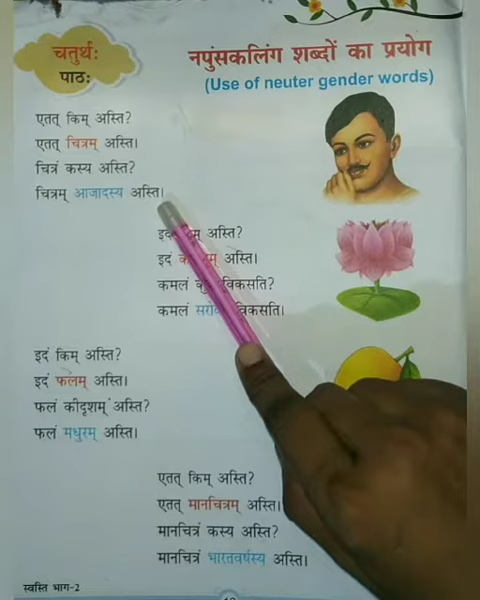 चतुर्थः
पाठः
नपुंसकलिंग शब्दों का प्रयोग
(Use of neuter gender words)
एतत् किम् अस्ति?
एतत् चित्रम् अस्ति।
चित्रं कस्य अस्ति?
चित्रम् आजादस्य अस्ति।
अस्ति?
इदं अस्ति।
कमलं विकसति?
कमलं विकसति।
इदं किम् अस्ति?
इदं फलम् अस्ति।
फलं कीदृशम् अस्ति?
फलं मधुरम् अस्ति।
एतत् किम् अस्ति?
एतत् मानचित्रम् अस्ति।
मानचित्रं कस्य अस्ति?
मानचित्रं भारतवर्षस्य अस्ति।
स्वस्ति भाग-2